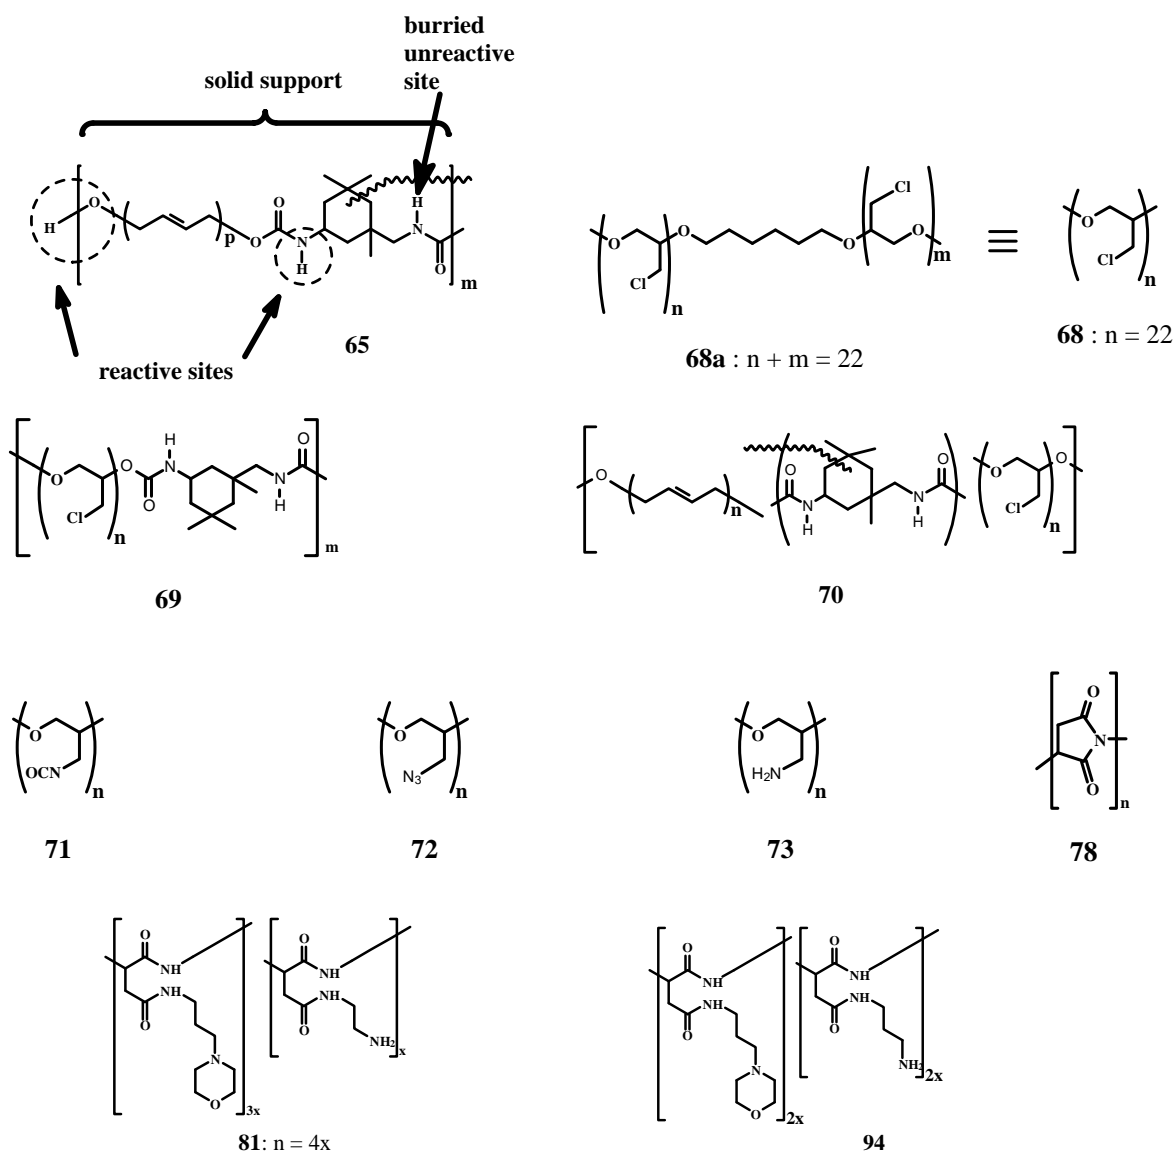 burried
unreactive
site
solid support
H
O
p
O
O
N
H
H
N
O
m
65
reactive sites
O
Cl
n
O
O
Cl
O
m
68a : n + m = 22
≡
O
Cl
n
68 : n = 22
O
Cl
n
O
O
H
N
N
H
O
m
69
O
n
O
N
H
N
H
O
O
Cl
n
O
70
O
OCN
n
71
O
N3
n
72
O
H2N
n
73
O
N
O
n
78
O
NH
NH
O
N
O
3x
O
NH
NH
O
NH2
x
81: n = 4x
O
NH
NH
O
N
O
2x
O
NH
NH
O
NH2
2x
94